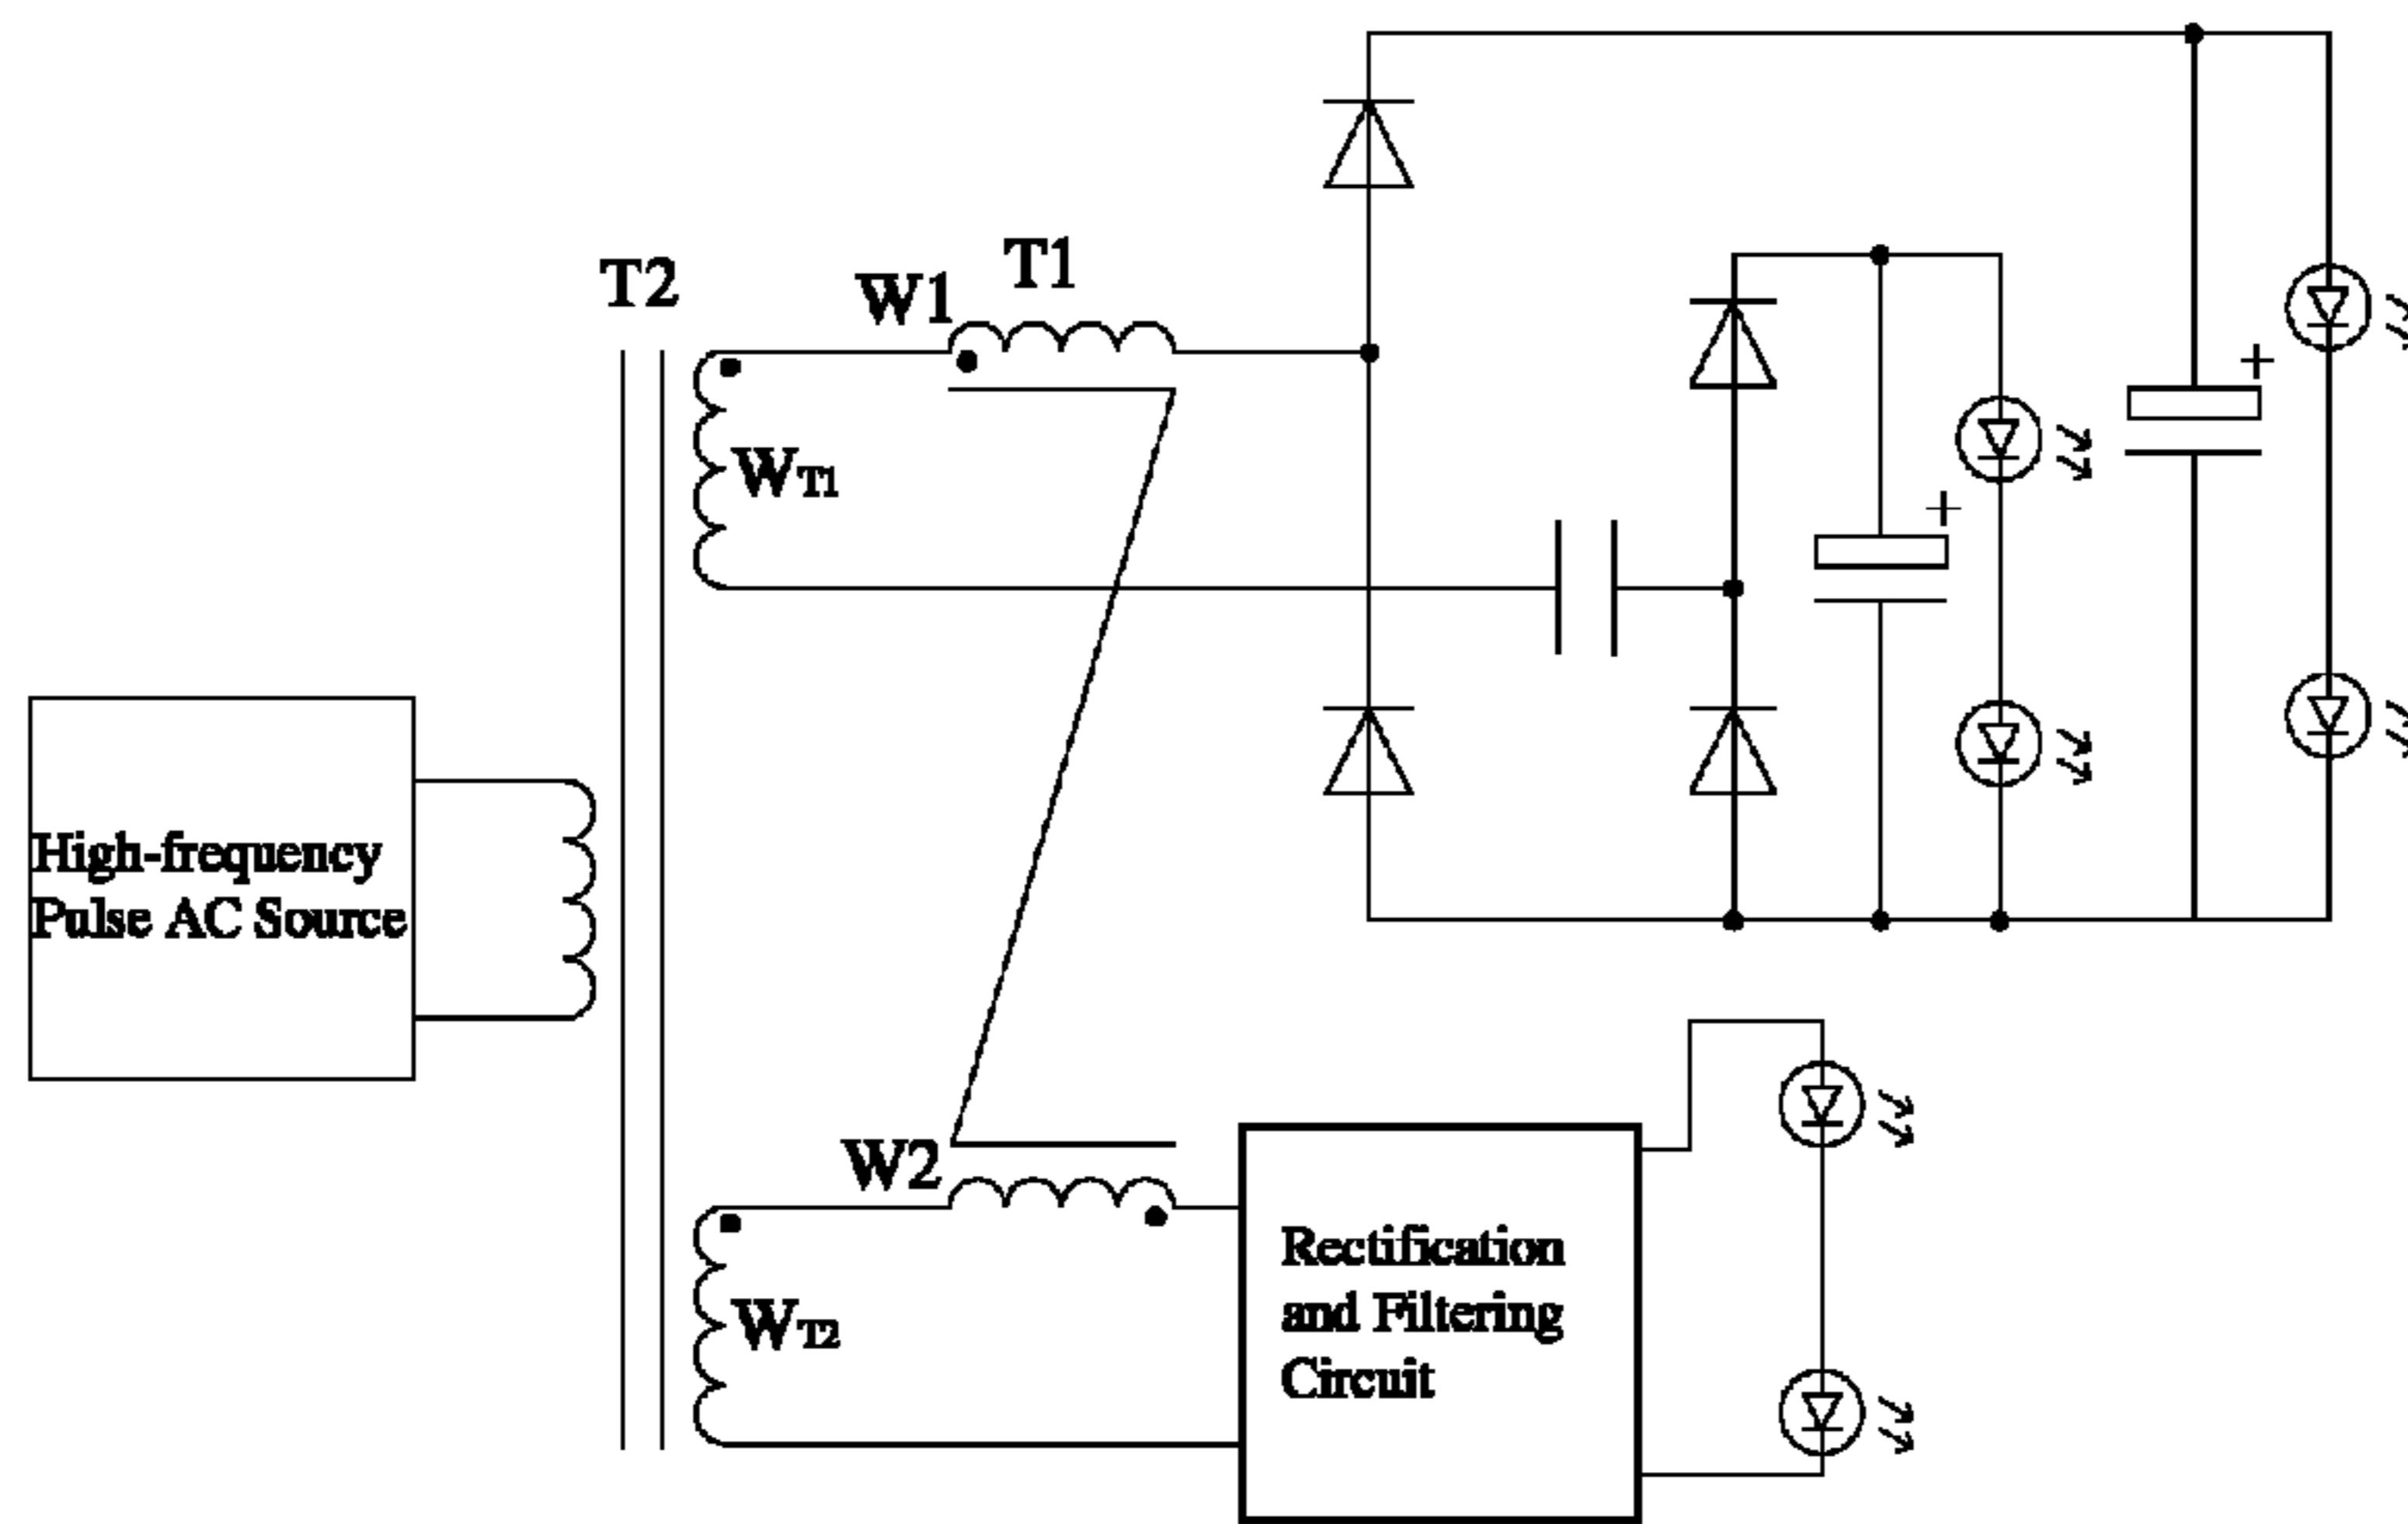 T1
T2
W1
WT1
+
+
High-frequency
Pulse AC Source
W2
WT2
Rectification
and Filtering
Circuit